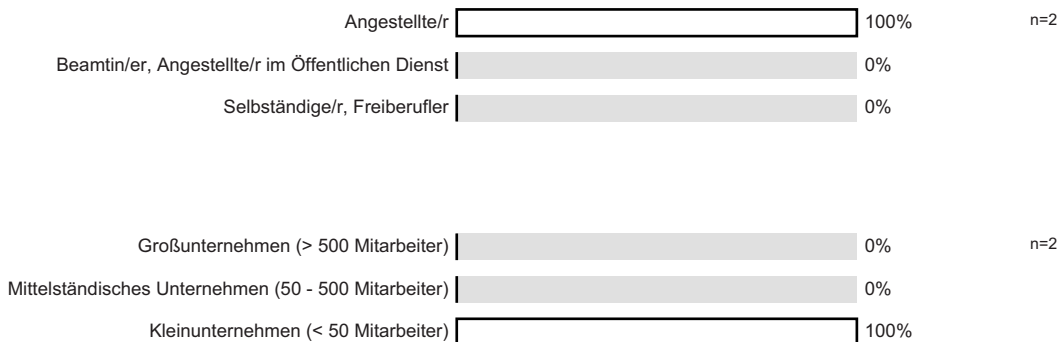 Angestellte/r 100% n=2
Beamtin/er, Angestellte/r im Öffentlichen Dienst 0%
Selbständige/r, Freiberufler 0%
Großunternehmen (> 500 Mitarbeiter) 0% n=2
Mittelständisches Unternehmen (50 - 500 Mitarbeiter) 0%
Kleinunternehmen (< 50 Mitarbeiter) 100%